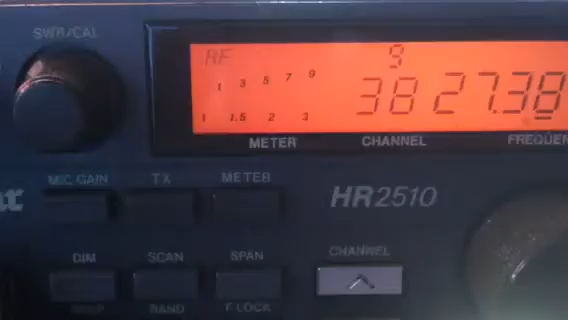 SWR/CAL
RF 9
1 3 5 7 9
38 27.38
1 1.5 2 3
METER CHANNEL FREQUEN
MIC GAIN TX METER
HR2510
DIM SCAN SPAN CHANNEL
BAND F.LOCK